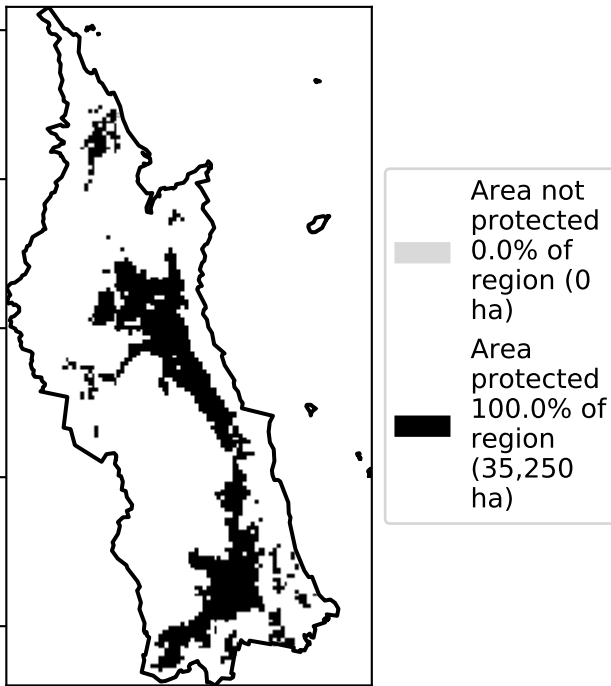 Area not
protected
0.0% of
region (0
ha)
Area
protected
100.0% of
region
(35,250
ha)